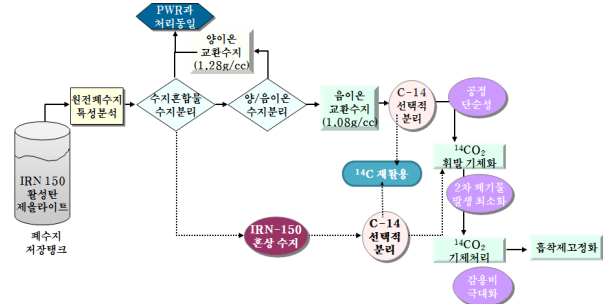 PWR과
처리동일
양이온
교환수지
(1.28g/cc)
원전폐수지
특성분석
수지혼합물
수지분리
양/음이온
수지분리
음이온
교환수지
(1.08g/cc)
C-14
선택적
분리
공정
단순성
IRN 150
활성탄
제올라이트
폐수지
저장탱크
¹⁴CO₂
휘발 기체화
¹⁴C 재활용
2차 폐기물
발생 최소화
IRN-150
혼상 수지
C-14
선택적
분리
¹⁴CO₂
기체처리
흡착제고정화
감용비
극대화